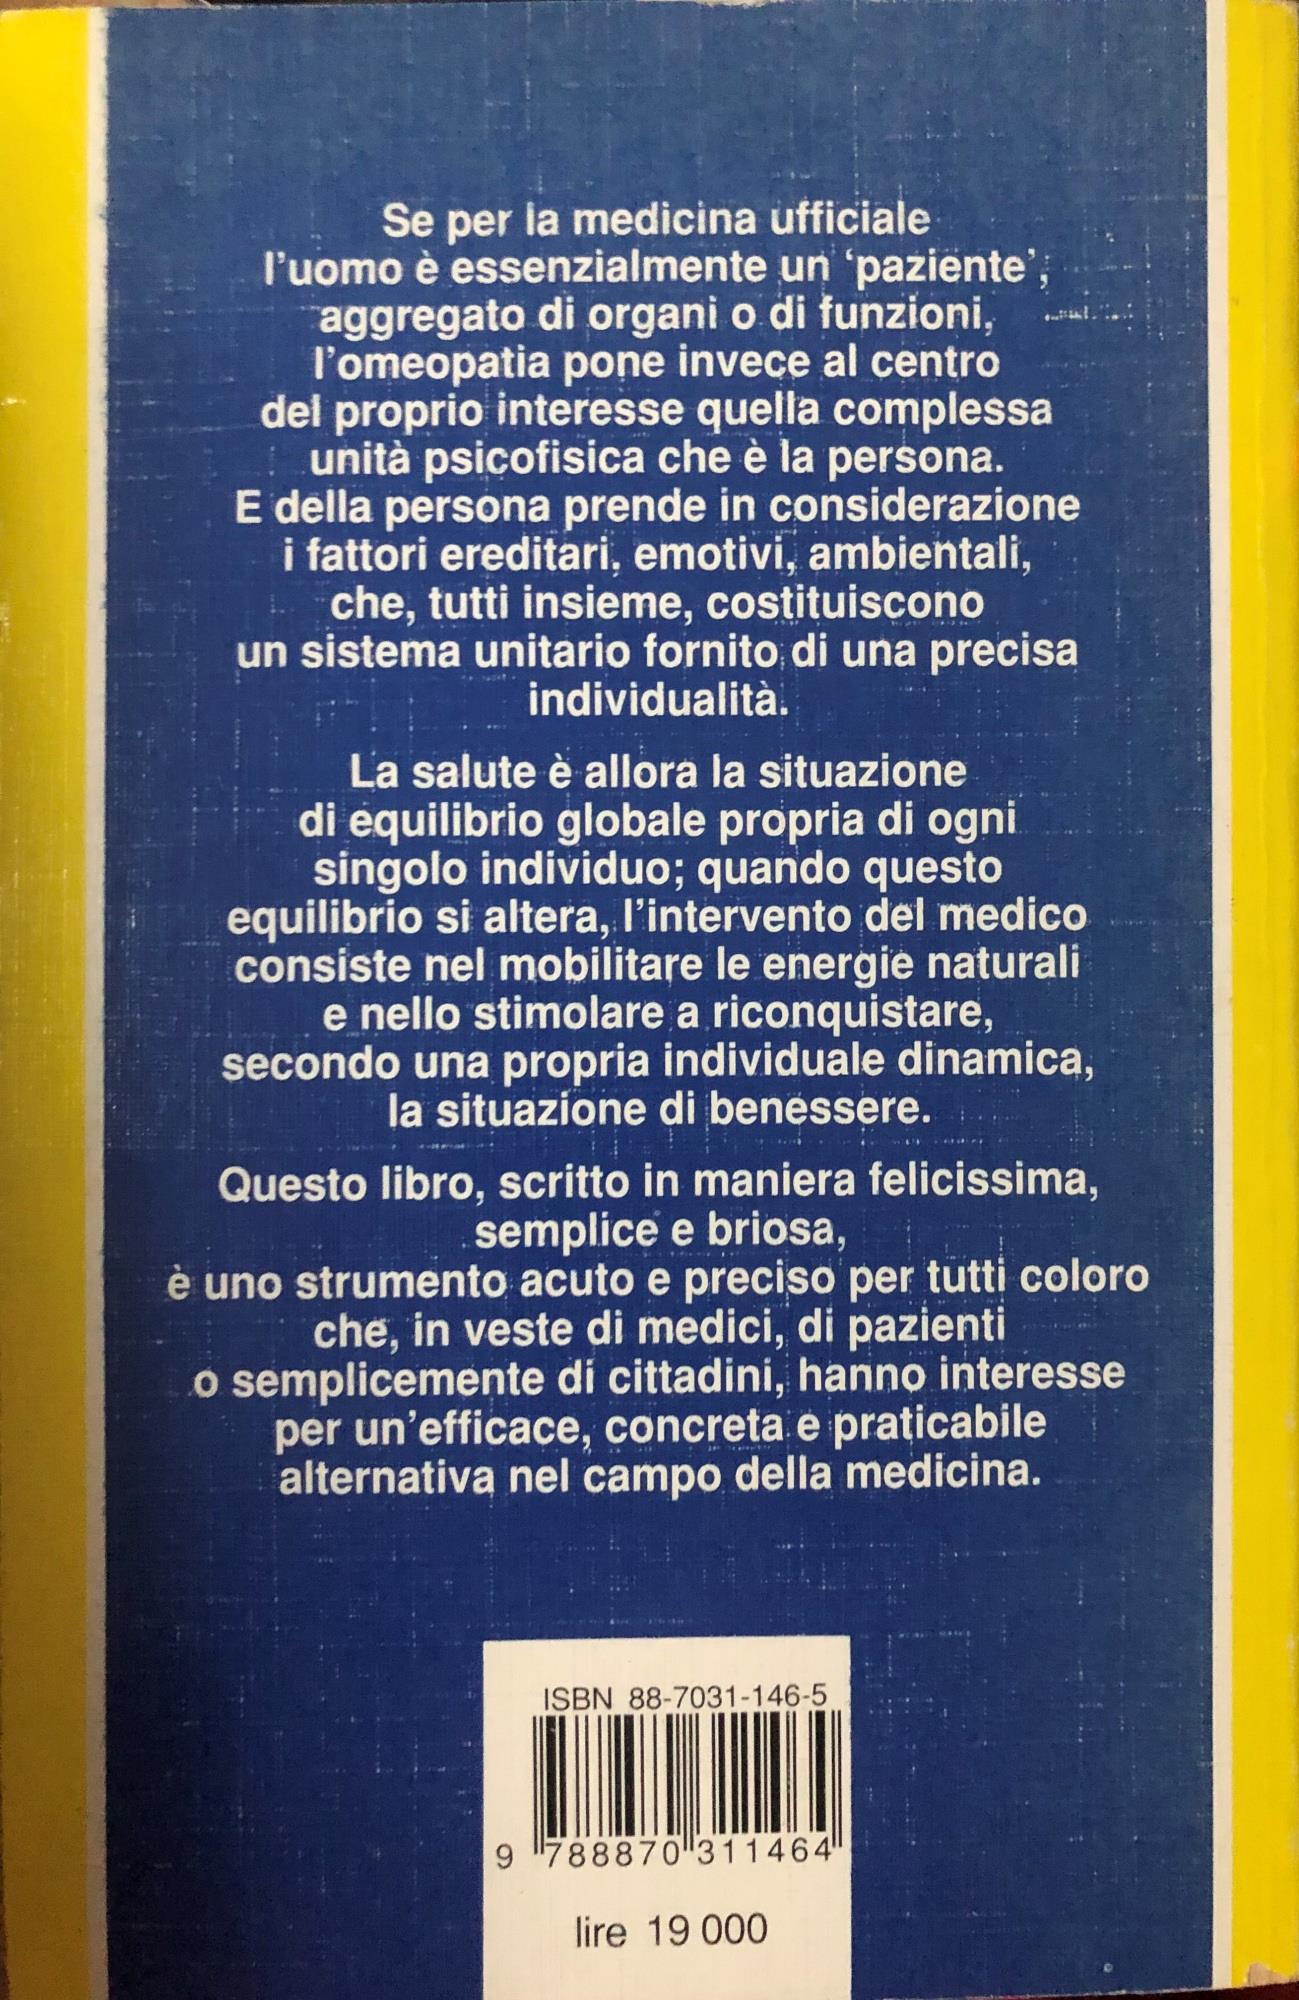 Se per la medicina ufficiale
l'uomo è essenzialmente un 'paziente',
aggregato di organi o di funzioni,
l'omeopatia pone invece al centro
del proprio interesse quella complessa
unità psicofisica che è la persona.
E della persona prende in considerazione
i fattori ereditari, emotivi, ambientali,
che, tutti insieme, costituiscono
un sistema unitario fornito di una precisa
individualità.
La salute è allora la situazione
di equilibrio globale propria di ogni
singolo individuo; quando questo
equilibrio si altera, l'intervento del medico
consiste nel mobilitare le energie naturali
e nello stimolare a riconquistare,
secondo una propria individuale dinamica,
la situazione di benessere.
Questo libro, scritto in maniera felicissima,
semplice e briosa,
è uno strumento acuto e preciso per tutti coloro
che, in veste di medici, di pazienti
o semplicemente di cittadini, hanno interesse
per un'efficace, concreta e praticabile
alternativa nel campo della medicina.
ISBN 88-7031-146-5
9 788870 311464
lire 19 000